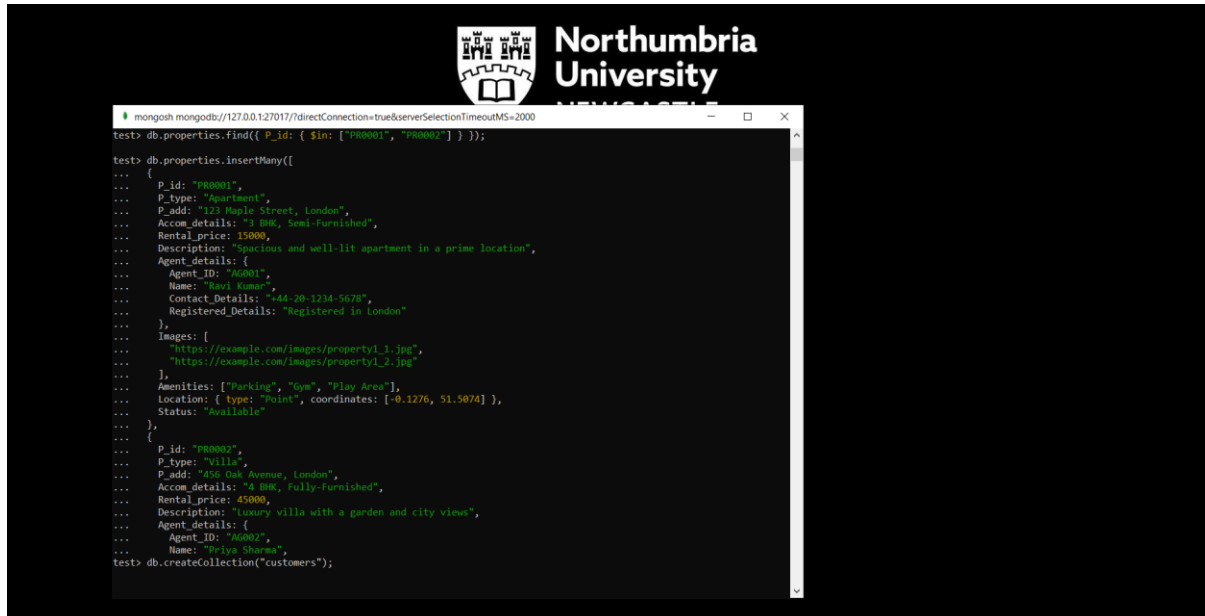 Northumbria
University
NEWCASTLE
mongosh mongodb://127.0.0.1:27017/?directConnection=true&serverSelectionTimeoutMS=2000
test> db.properties.find({ P_id: { $in: ["PR0001", "PR0002"] } });
test> db.properties.insertMany([
...   {
...     P_id: "PR0001",
...     P_type: "Apartment",
...     P_add: "123 Maple Street, London",
...     Accom_details: "3 BHK, Semi-Furnished",
...     Rental_price: 15000,
...     Description: "Spacious and well-lit apartment in a prime location",
...     Agent_details: {
...       Agent_ID: "AG001",
...       Name: "Ravi Kumar",
...       Contact_Details: "+44-20-1234-5678",
...       Registered_Details: "Registered in London"
...     },
...     Images: [
...       "https://example.com/images/property1_1.jpg",
...       "https://example.com/images/property1_2.jpg"
...     ],
...     Amenities: ["Parking", "Gym", "Play Area"],
...     Location: { type: "Point", coordinates: [-0.1276, 51.5074] },
...     Status: "Available"
...   },
...   {
...     P_id: "PR0002",
...     P_type: "Villa",
...     P_add: "456 Oak Avenue, London",
...     Accom_details: "4 BHK, Fully-Furnished",
...     Rental_price: 45000,
...     Description: "Luxury villa with a garden and city views",
...     Agent_details: {
...       Agent_ID: "AG002",
...       Name: "Priya Sharma",
test> db.createCollection("customers");